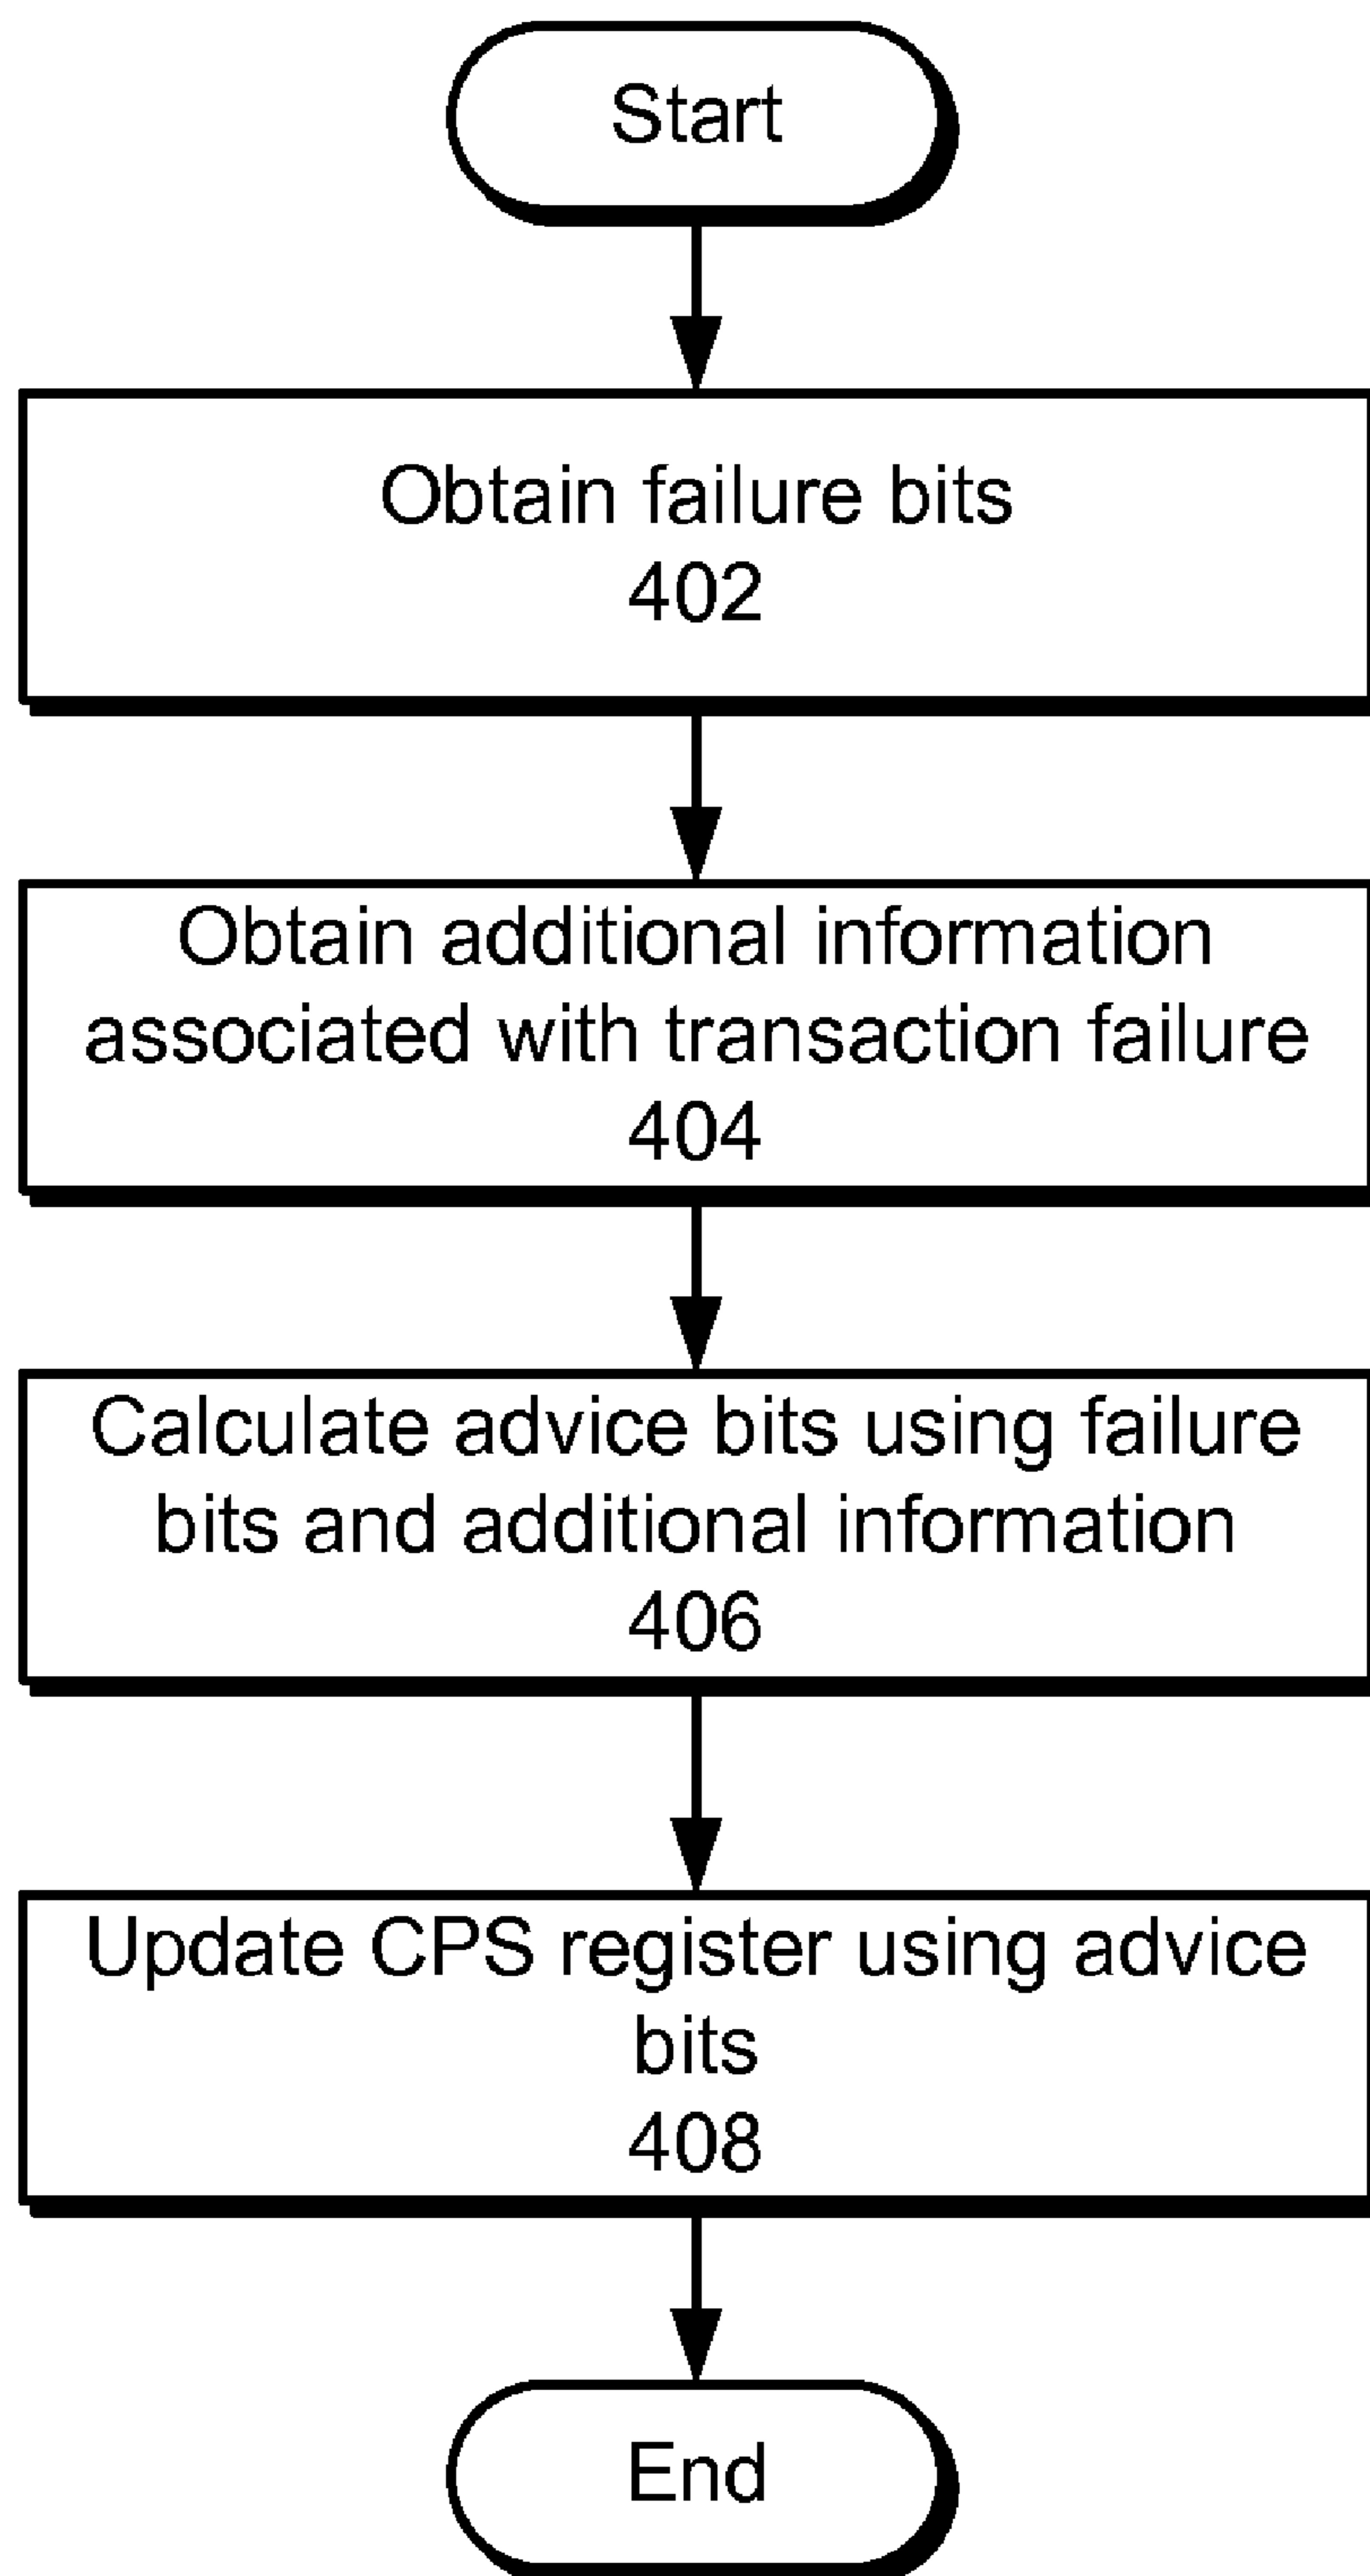 Start
Obtain failure bits
402
Obtain additional information
associated with transaction failure
404
Calculate advice bits using failure
bits and additional information
406
Update CPS register using advice
bits
408
End